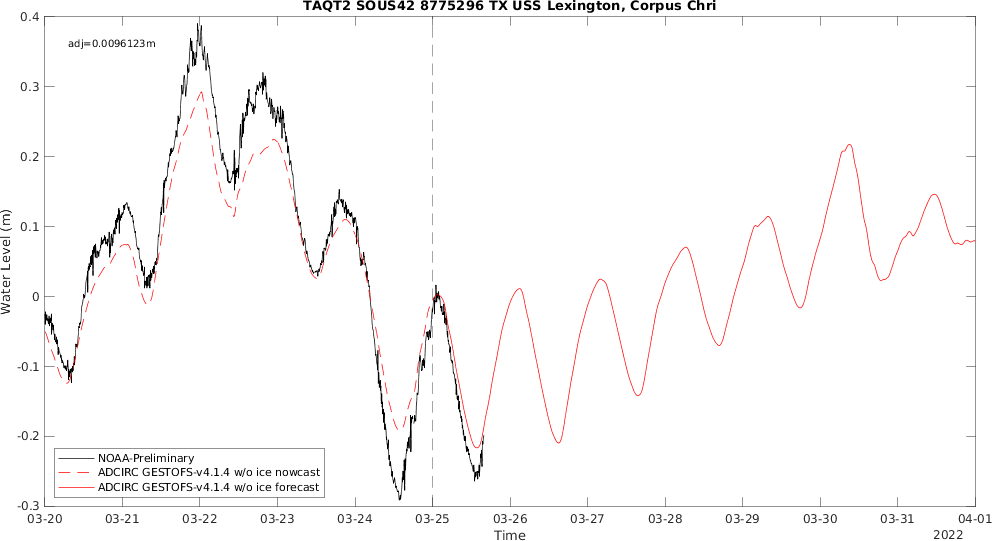 TAQT2 SOUS42 8775296 TX USS Lexington, Corpus Chri
adj=0.0096123m
0.4
0.3
0.2
0.1
0
-0.1
-0.2
-0.3
Water Level (m)
NOAA-Preliminary
ADCIRC GESTOFS-v4.1.4 w/o ice nowcast
ADCIRC GESTOFS-v4.1.4 w/o ice forecast
03-20 03-21 03-22 03-23 03-24 03-25 03-26 03-27 03-28 03-29 03-30 03-31 04-01
Time
2022